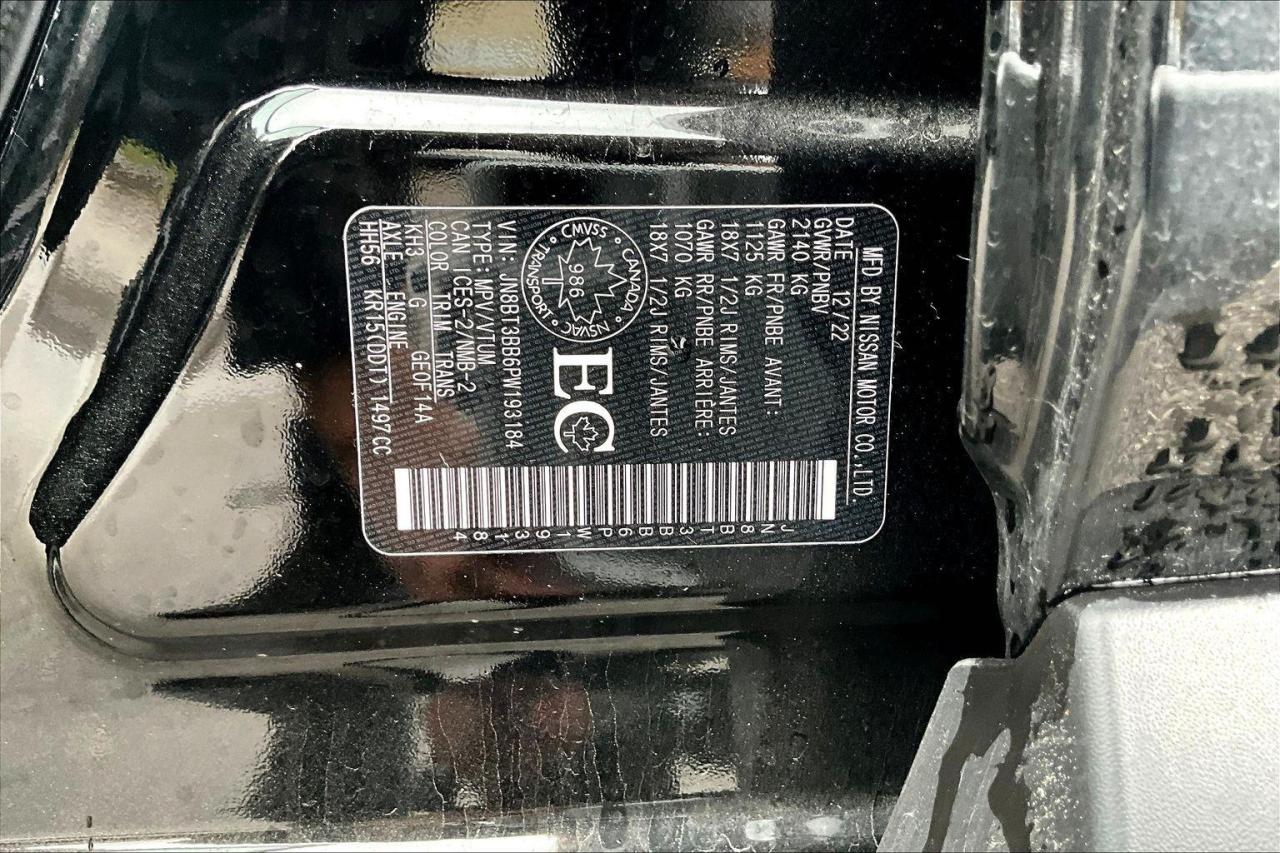 MFD BY NISSAN MOTOR CO.,LTD.
DATE 12/22
GVWR/PNBV
2140 KG
GAWR FR/PNBE AVANT:
1125 KG
18X7 1/2J RIMS/JANTES
GAWR RR/PNBE ARRIÈRE:
1070 KG
18X7 1/2J RIMS/JANTES
CMVSS • CANADA • NSVAC • TRANSPORT •
986
EC
VIN: JN8BT3BB6PW193184
TYPE: MPV/VTUM
CAN ICES-2/NMB-2
COLOR TRIM TRANS
KH3 G GE0F14A
AXLE ENGINE
HH56 KR15(DDT) 1497CC
JN8BT3BB6PW193184